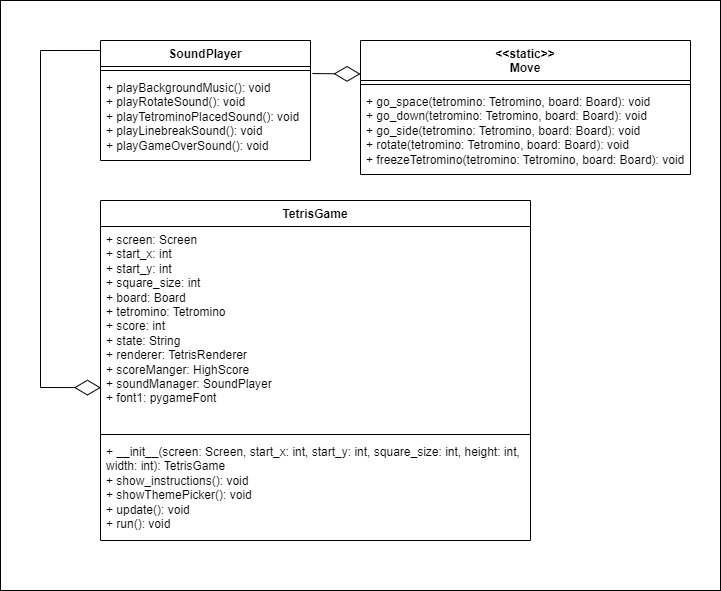 SoundPlayer
+ playBackgroundMusic(): void
+ playRotateSound(): void
+ playTetrominoPlacedSound(): void
+ playLinebreakSound(): void
+ playGameOverSound(): void
<<static>>
Move
+ go_space(tetromino: Tetromino, board: Board): void
+ go_down(tetromino: Tetromino, board: Board): void
+ go_side(tetromino: Tetromino, board: Board): void
+ rotate(tetromino: Tetromino, board: Board): void
+ freezeTetromino(tetromino: Tetromino, board: Board): void
TetrisGame
+ screen: Screen
+ start_x: int
+ start_y: int
+ square_size: int
+ board: Board
+ tetromino: Tetromino
+ score: int
+ state: String
+ renderer: TetrisRenderer
+ scoreManger: HighScore
+ soundManager: SoundPlayer
+ font1: pygameFont
+ __init__(screen: Screen, start_x: int, start_y: int, square_size: int, height: int,
width: int): TetrisGame
+ show_instructions(): void
+ showThemePicker(): void
+ update(): void
+ run(): void